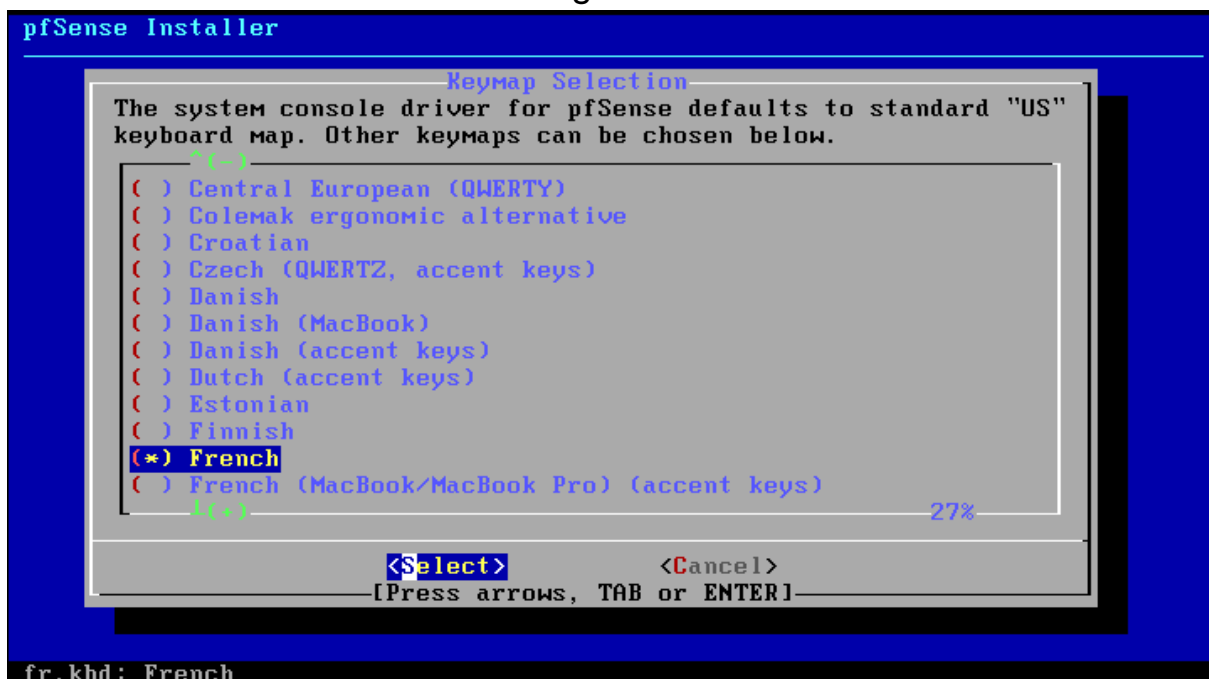 pfSense Installer
Keymap Selection
The system console driver for pfSense defaults to standard "US"
keyboard map. Other keymaps can be chosen below.
^(-)
( ) Central European (QWERTY)
( ) Colemak ergonomic alternative
( ) Croatian
( ) Czech (QWERTZ, accent keys)
( ) Danish
( ) Danish (MacBook)
( ) Danish (accent keys)
( ) Dutch (accent keys)
( ) Estonian
( ) Finnish
(*) French
( ) French (MacBook/MacBook Pro) (accent keys)
┴(+) 27%
<Select> <Cancel>
[Press arrows, TAB or ENTER]
fr.kbd: French